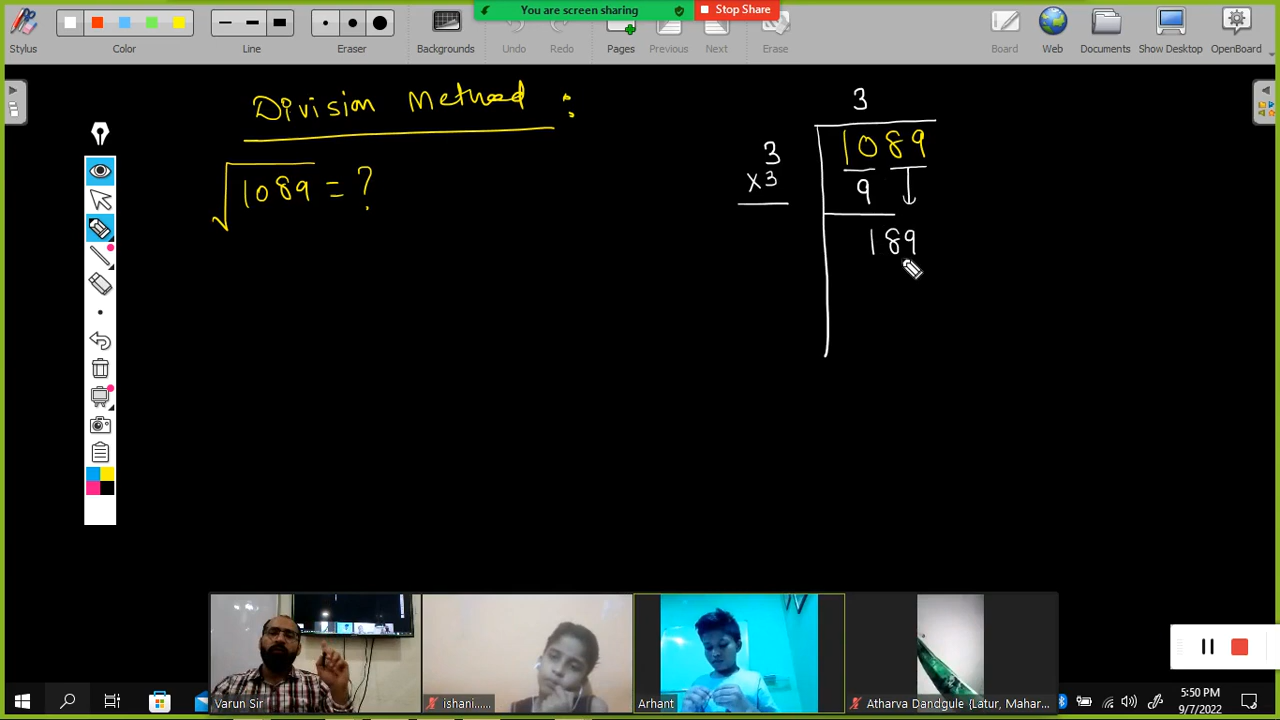 You are screen sharing
Stop Share
Stylus
Color
Line
Eraser
Backgrounds
Undo
Redo
Pages
Previous
Next
Erase
Board
Web
Documents
Show Desktop
OpenBoard
Division Method :
√1089 = ?
3
3
1089
x3
9
189
Varun Sir
ishani......
Arhant
Atharva Dandgule {Latur, Mahar...
5:50 PM
9/7/2022